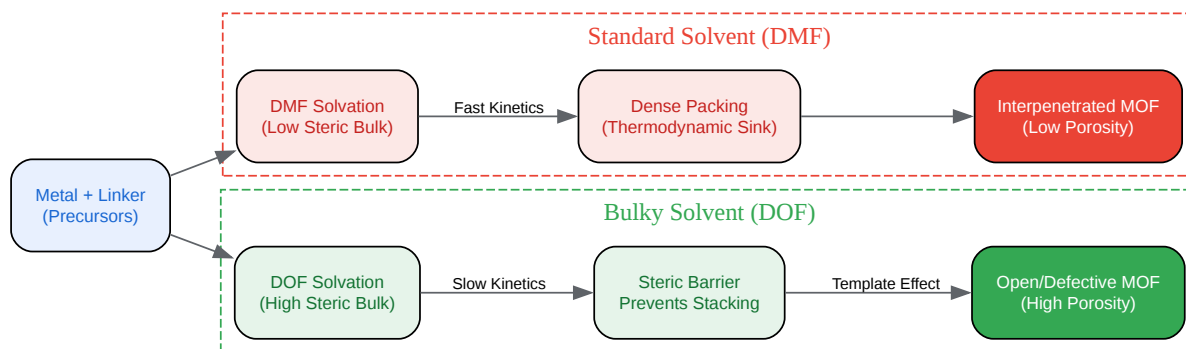 Standard Solvent (DMF)
DMF Solvation
(Low Steric Bulk)
Fast Kinetics
Dense Packing
(Thermodynamic Sink)
Interpenetrated MOF
(Low Porosity)
Metal + Linker
(Precursors)
Bulky Solvent (DOF)
DOF Solvation
(High Steric Bulk)
Slow Kinetics
Steric Barrier
Prevents Stacking
Template Effect
Open/Defective MOF
(High Porosity)